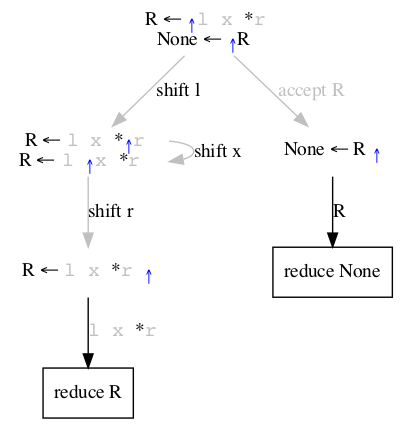 R ← ↑l x *r
None ← ↑R
shift l
accept R
R ← l x *↑r
R ← l ↑x *r
shift x
None ← R ↑
shift r
R
R ← l x *r ↑
reduce None
l x *r
reduce R